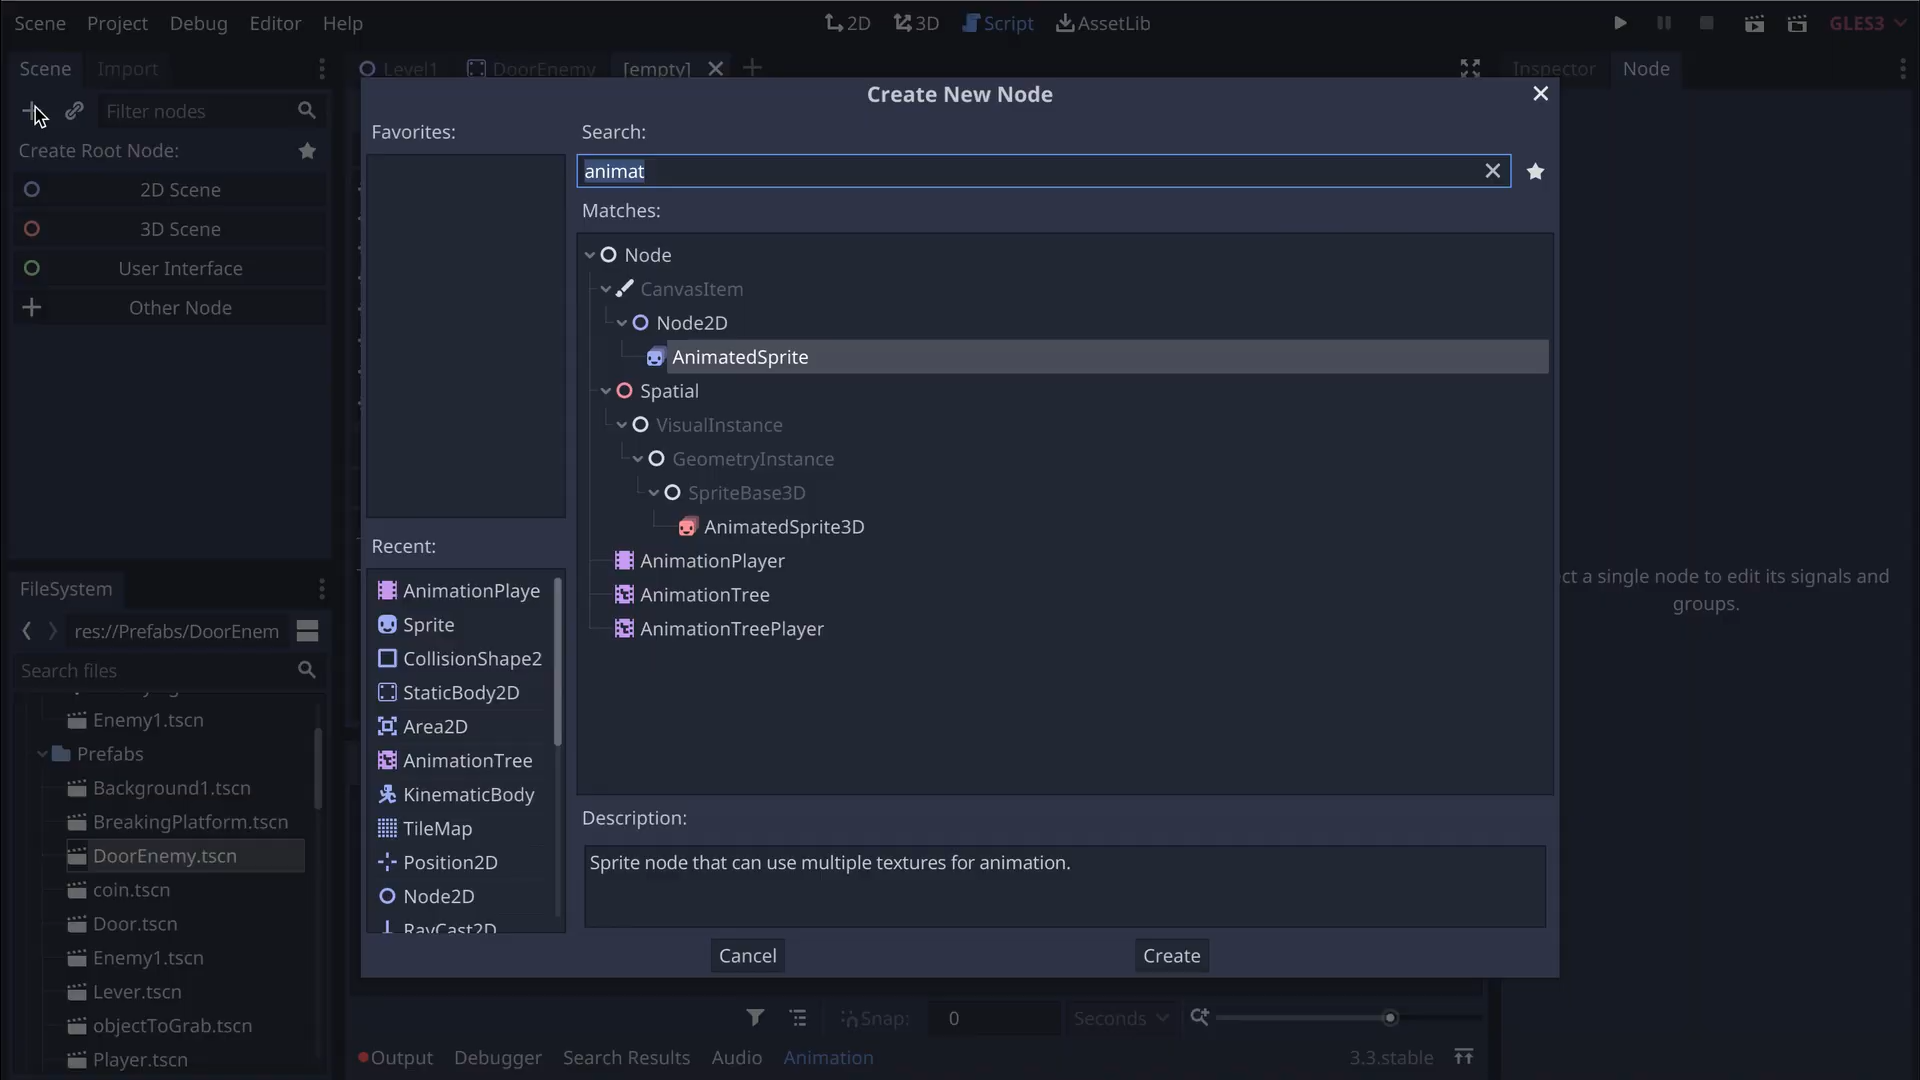 Scene Project Debug Editor Help
2D 3D Script AssetLib
GLES3
Scene Import
Level1 DoorEnemy [empty]
Inspector Node
Filter nodes
Create Root Node:
2D Scene
3D Scene
User Interface
Other Node
Create New Node
Favorites:
Search:
animat
Matches:
Node
CanvasItem
Node2D
AnimatedSprite
Spatial
VisualInstance
GeometryInstance
SpriteBase3D
AnimatedSprite3D
AnimationPlayer
AnimationTree
AnimationTreePlayer
Recent:
AnimationPlaye
Sprite
CollisionShape2
StaticBody2D
Area2D
AnimationTree
KinematicBody
TileMap
Position2D
Node2D
RayCast2D
Description:
Sprite node that can use multiple textures for animation.
Cancel Create
ct a single node to edit its signals and
groups.
FileSystem
res://Prefabs/DoorEnem
Search files
Enemy1.tscn
Prefabs
Background1.tscn
BreakingPlatform.tscn
DoorEnemy.tscn
coin.tscn
Door.tscn
Enemy1.tscn
Lever.tscn
objectToGrab.tscn
Player.tscn
Snap: 0 Seconds
Output Debugger Search Results Audio Animation
3.3.stable